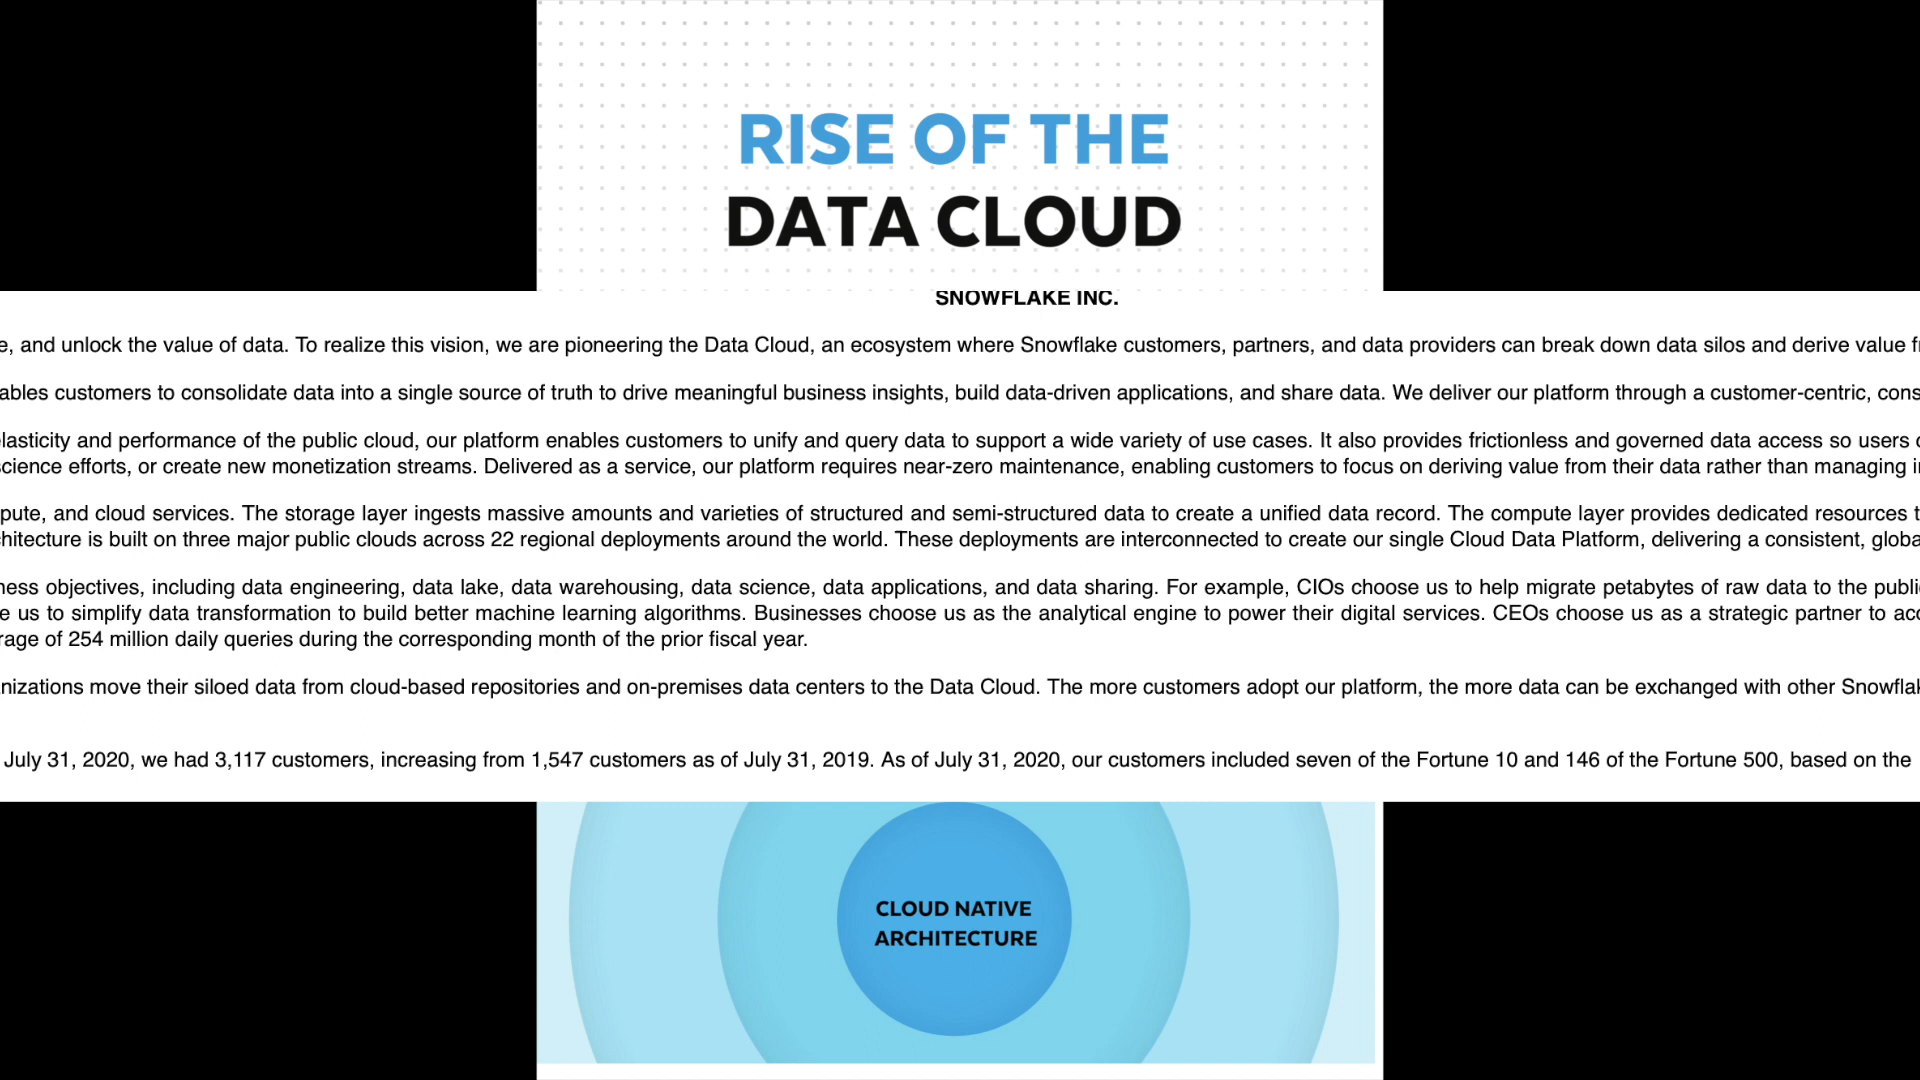 RISE OF THE
DATA CLOUD
SNOWFLAKE INC.
e, and unlock the value of data. To realize this vision, we are pioneering the Data Cloud, an ecosystem where Snowflake customers, partners, and data providers can break down data silos and derive value f
ables customers to consolidate data into a single source of truth to drive meaningful business insights, build data-driven applications, and share data. We deliver our platform through a customer-centric, cons
lasticity and performance of the public cloud, our platform enables customers to unify and query data to support a wide variety of use cases. It also provides frictionless and governed data access so users
cience efforts, or create new monetization streams. Delivered as a service, our platform requires near-zero maintenance, enabling customers to focus on deriving value from their data rather than managing i
pute, and cloud services. The storage layer ingests massive amounts and varieties of structured and semi-structured data to create a unified data record. The compute layer provides dedicated resources t
hitecture is built on three major public clouds across 22 regional deployments around the world. These deployments are interconnected to create our single Cloud Data Platform, delivering a consistent, globa
ness objectives, including data engineering, data lake, data warehousing, data science, data applications, and data sharing. For example, CIOs choose us to help migrate petabytes of raw data to the publi
e us to simplify data transformation to build better machine learning algorithms. Businesses choose us as the analytical engine to power their digital services. CEOs choose us as a strategic partner to acc
rage of 254 million daily queries during the corresponding month of the prior fiscal year.
nizations move their siloed data from cloud-based repositories and on-premises data centers to the Data Cloud. The more customers adopt our platform, the more data can be exchanged with other Snowflak
July 31, 2020, we had 3,117 customers, increasing from 1,547 customers as of July 31, 2019. As of July 31, 2020, our customers included seven of the Fortune 10 and 146 of the Fortune 500, based on the
CLOUD NATIVE
ARCHITECTURE